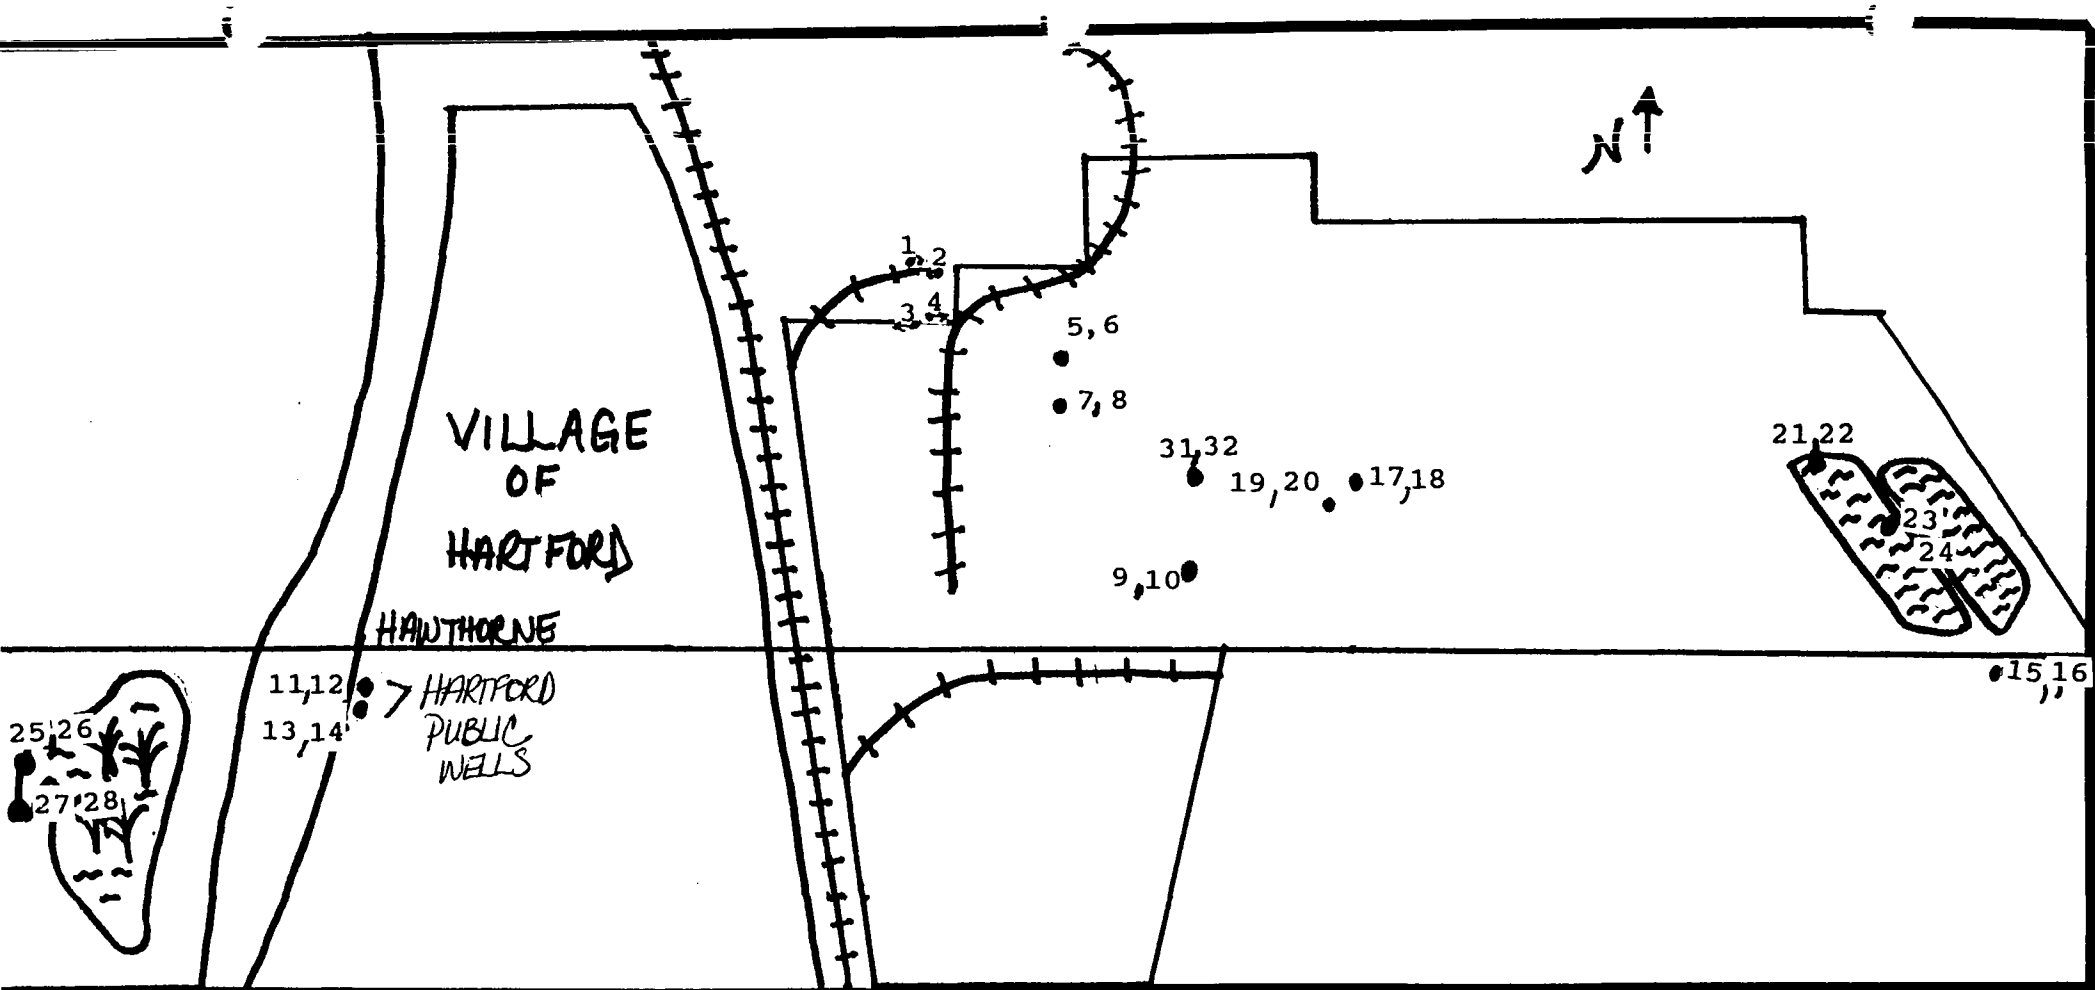 N
1,2
3,4
5,6
7,8
31,32
19,20
17,18
21,22
VILLAGE
OF
HARTFORD
23,
24
9,10
HAWTHORNE
11,12
HARTFORD
15,16
25,26
13,14
PUBLIC
WELLS
27,28